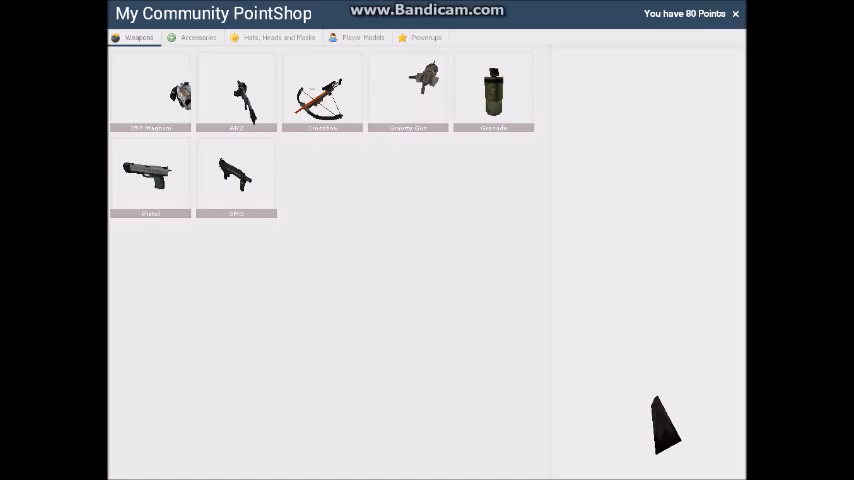 My Community PointShop
www.Bandicam.com
You have 80 Points ×
Weapons
Accessories
Hats, Heads and Masks
Player Models
Powerups
357 Magnum
AR2
Crossbow
Gravity Gun
Grenade
Pistol
SMG